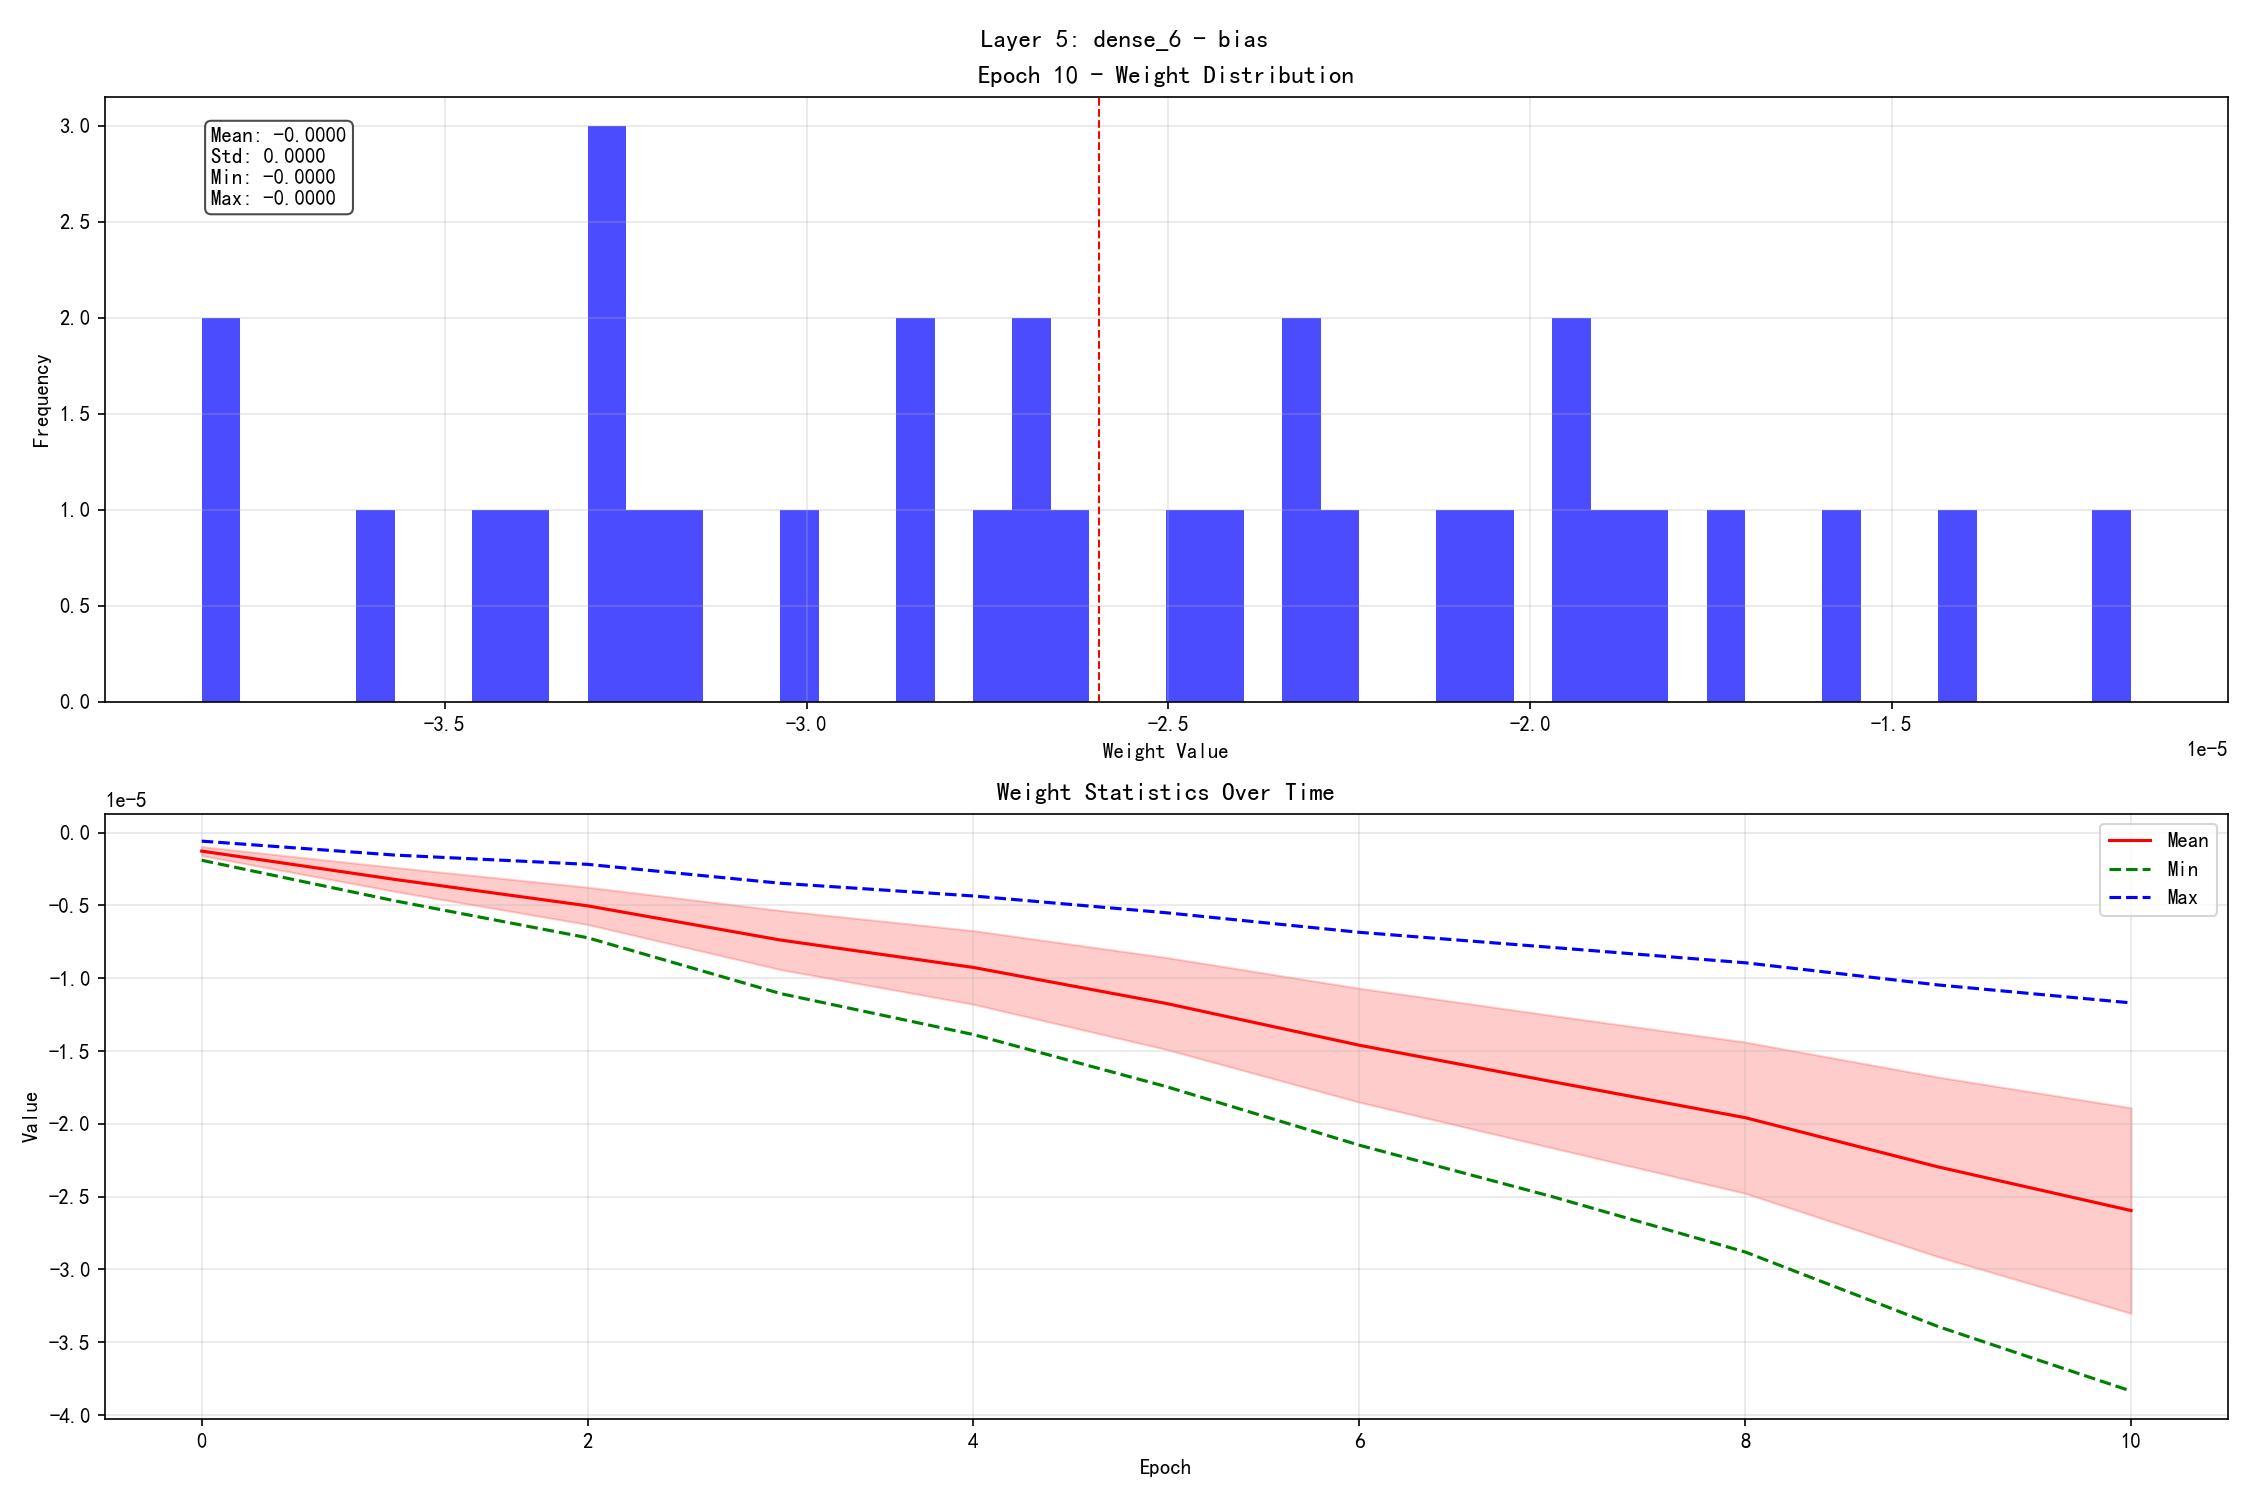 Layer 5: dense_6 - bias
Epoch 10 - Weight Distribution
Mean: -0.0000
Std: 0.0000
Min: -0.0000
Max: -0.0000
3.0
2.5
2.0
1.5
1.0
0.5
0.0
Frequency
-3.5 -3.0 -2.5 -2.0 -1.5
1e-5
Weight Value
Weight Statistics Over Time
1e-5
0.0
-0.5
-1.0
-1.5
-2.0
-2.5
-3.0
-3.5
-4.0
Value
Mean
Min
Max
0 2 4 6 8 10
Epoch